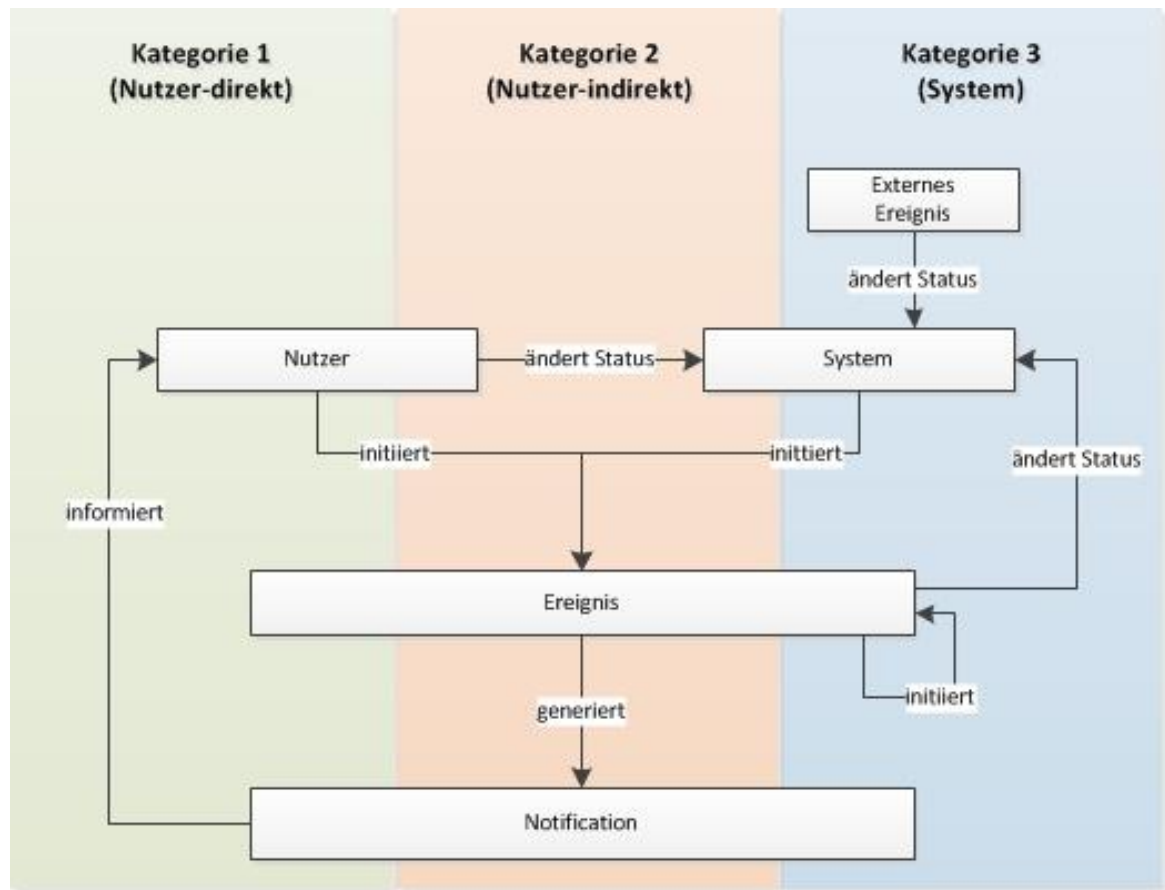 Kategorie 1
(Nutzer-direkt)
Kategorie 2
(Nutzer-indirekt)
Kategorie 3
(System)
Externes
Ereignis
ändert Status
Nutzer
ändert Status
System
initiiert
inittiert
ändert Status
informiert
Ereignis
initiiert
generiert
Notification